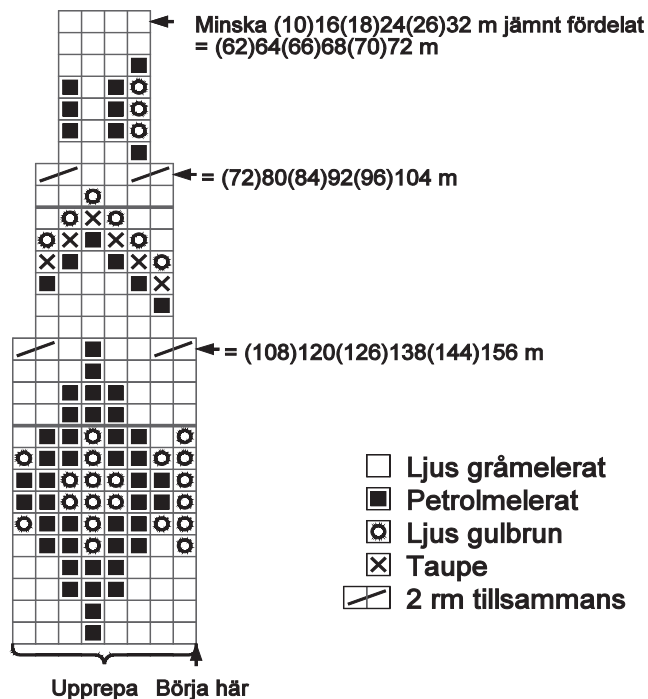 Minska (10)16(18)24(26)32 m jämnt fördelat
= (62)64(66)68(70)72 m
= (72)80(84)92(96)104 m
= (108)120(126)138(144)156 m
Ljus gråmelerat
Petrolmelerat
Ljus gulbrun
Taupe
2 rm tillsammans
Upprepa Börja här